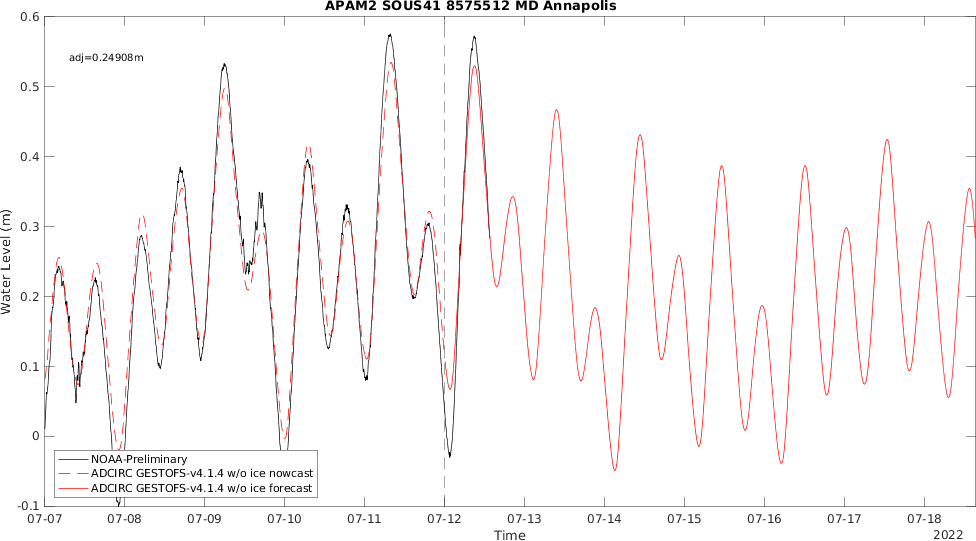 APAM2 SOUS41 8575512 MD Annapolis
adj=0.24908m
Water Level (m)
0.6
0.5
0.4
0.3
0.2
0.1
0
-0.1
NOAA-Preliminary
ADCIRC GESTOFS-v4.1.4 w/o ice nowcast
ADCIRC GESTOFS-v4.1.4 w/o ice forecast
07-07 07-08 07-09 07-10 07-11 07-12 07-13 07-14 07-15 07-16 07-17 07-18
Time
2022